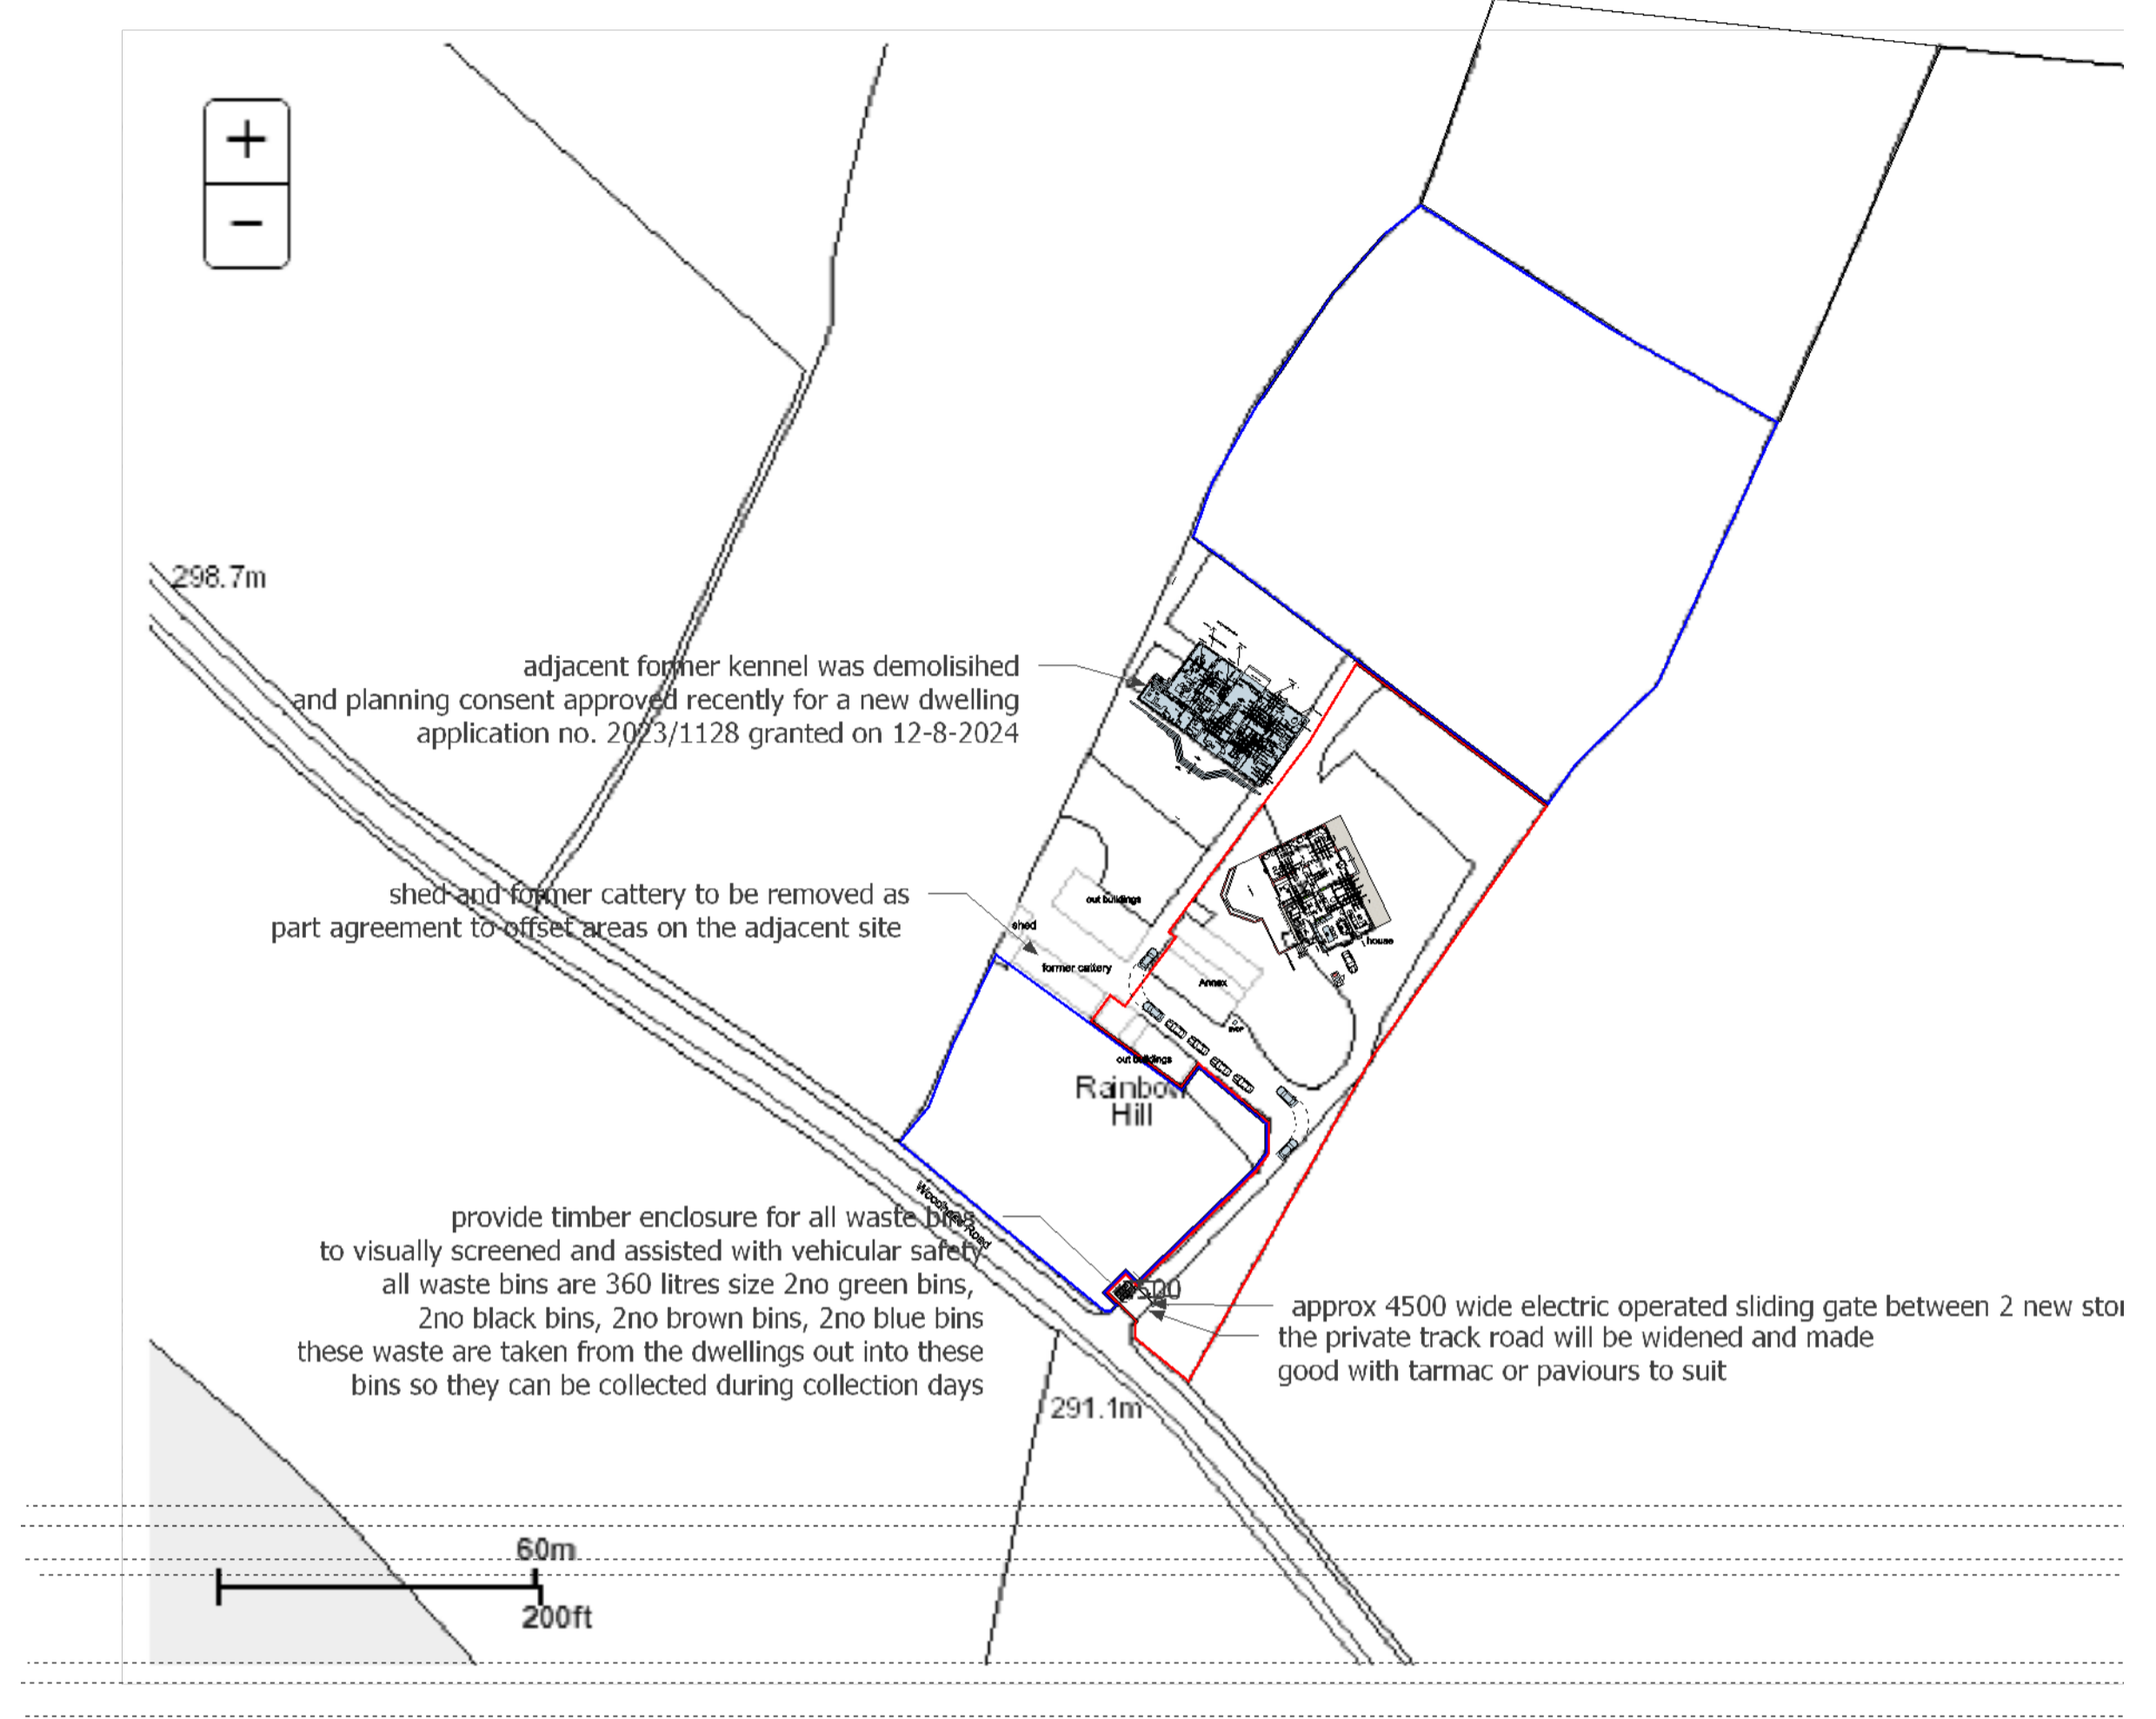 +
−
298.7m
adjacent former kennel was demolisihed
and planning consent approved recently for a new dwelling
application no. 2023/1128 granted on 12-8-2024
shed and former cattery to be removed as
part agreement to offset areas on the adjacent site
out buildings
shed
former cattery
house
Annex
out buildings
Rainbow
Hill
Road
provide timber enclosure for all waste bins
to visually screened and assisted with vehicular safety
all waste bins are 360 litres size 2no green bins,
2no black bins, 2no brown bins, 2no blue bins
these waste are taken from the dwellings out into these
bins so they can be collected during collection days
approx 4500 wide electric operated sliding gate between 2 new
the private track road will be widened and made
good with tarmac or paviours to suit
291.1m
60m
200ft